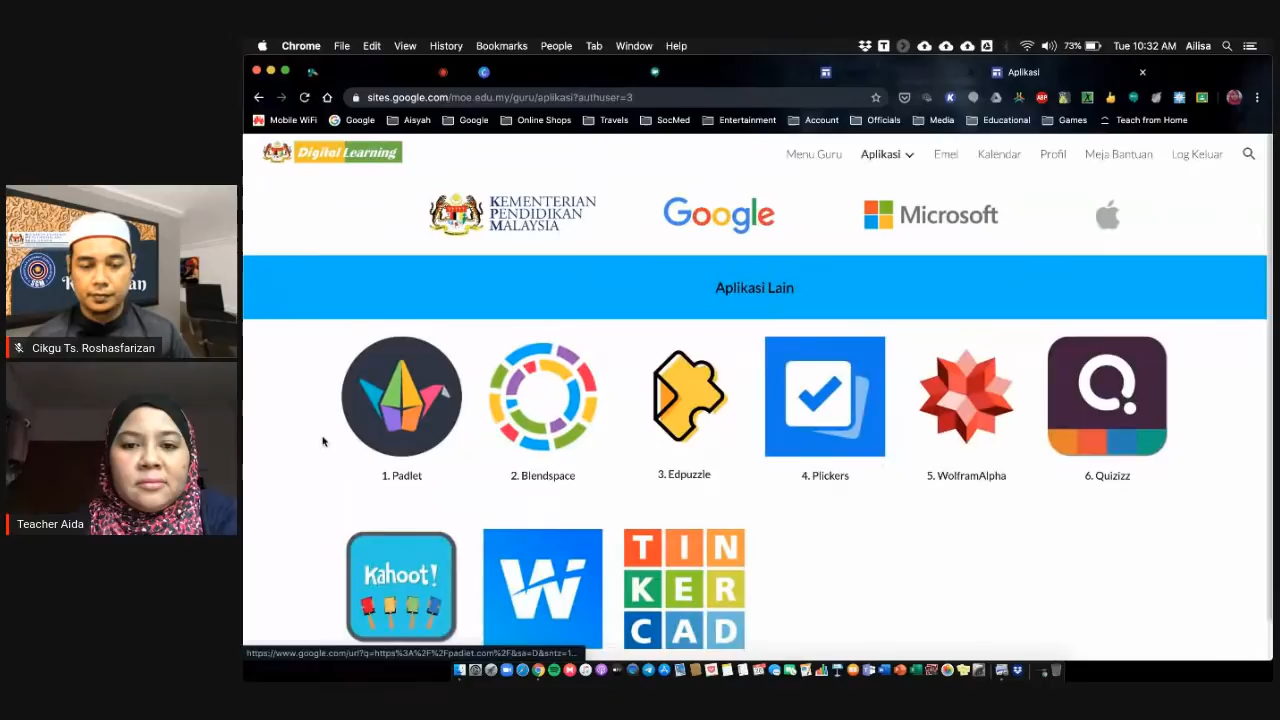 Chrome File Edit View History Bookmarks People Tab Window Help
73% Tue 10:32 AM Ailisa
Aplikasi
sites.google.com/moe.edu.my/guru/aplikasi?authuser=3
Mobile WiFi Google Aisyah Google Online Shops Travels SocMed Entertainment Account Officials Media Educational Games Teach from Home
Digital Learning
Menu Guru Aplikasi Emel Kalendar Profil Meja Bantuan Log Keluar
KEMENTERIAN
PENDIDIKAN
MALAYSIA
Google
Microsoft
Aplikasi Lain
1. Padlet
2. Blendspace
3. Edpuzzle
4. Plickers
5. WolframAlpha
6. Quizizz
Kahoot!
W
TIN
KER
CAD
https://www.google.com/url?q=https%3A%2F%2Fpadlet.com%2F&sa=D&sntz=1...
Cikgu Ts. Roshasfarizan
Teacher Aida